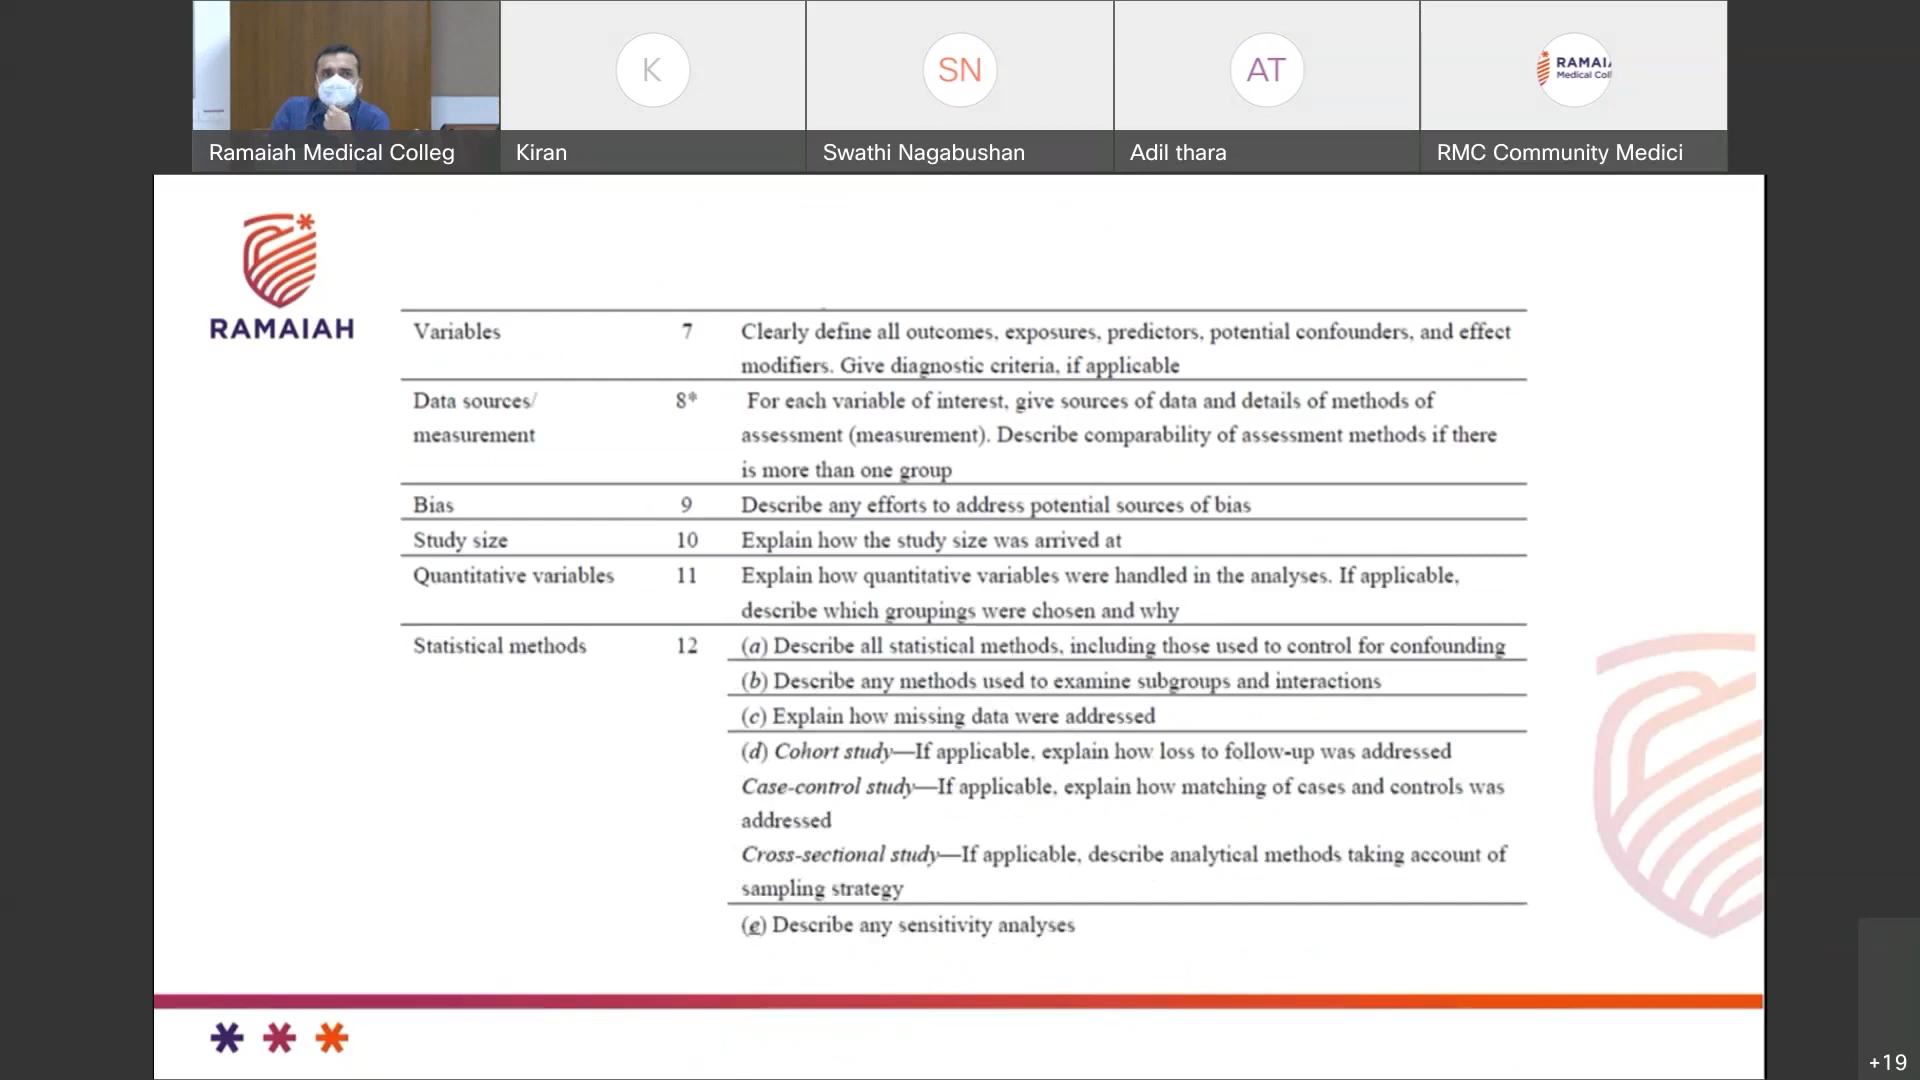 K
SN
AT
RAMAI
Medical Col
Ramaiah Medical Colleg
Kiran
Swathi Nagabushan
Adil thara
RMC Community Medici
RAMAIAH
Variables 7 Clearly define all outcomes, exposures, predictors, potential confounders, and effect
modifiers. Give diagnostic criteria, if applicable
Data sources/ 8* For each variable of interest, give sources of data and details of methods of
measurement assessment (measurement). Describe comparability of assessment methods if there
is more than one group
Bias 9 Describe any efforts to address potential sources of bias
Study size 10 Explain how the study size was arrived at
Quantitative variables 11 Explain how quantitative variables were handled in the analyses. If applicable,
describe which groupings were chosen and why
Statistical methods 12 (a) Describe all statistical methods, including those used to control for confounding
(b) Describe any methods used to examine subgroups and interactions
(c) Explain how missing data were addressed
(d) Cohort study—If applicable, explain how loss to follow-up was addressed
Case-control study—If applicable, explain how matching of cases and controls was
addressed
Cross-sectional study—If applicable, describe analytical methods taking account of
sampling strategy
(e) Describe any sensitivity analyses
+19